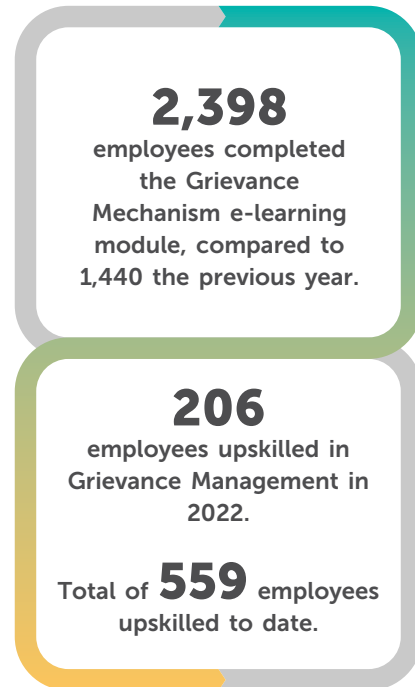 2,398
employees completed
the Grievance
Mechanism e-learning
module, compared to
1,440 the previous year.
206
employees upskilled in
Grievance Management in
2022.
Total of 559 employees
upskilled to date.